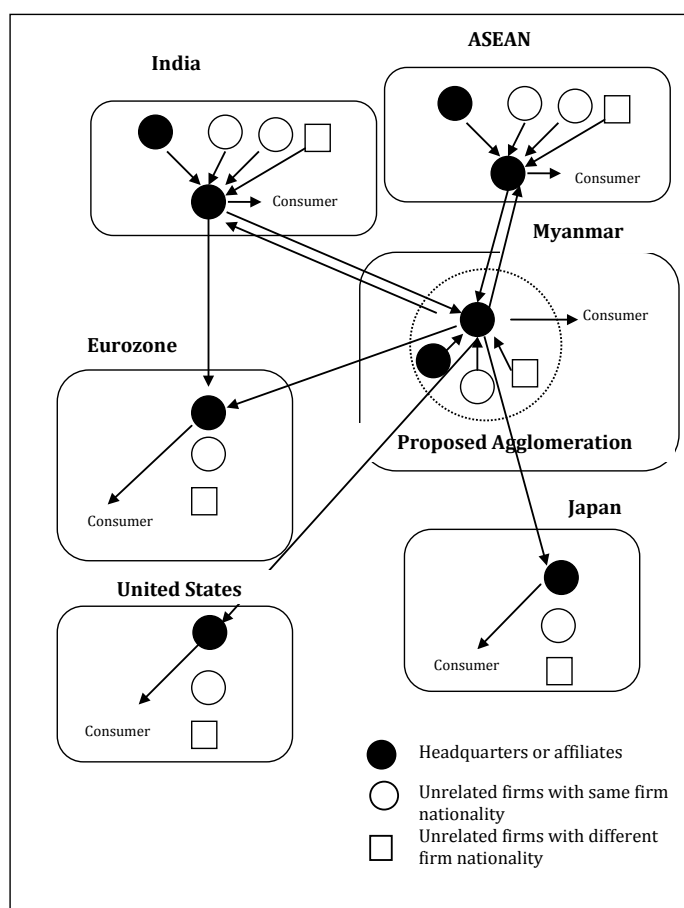 ASEAN
India
Consumer
Consumer
Myanmar
Consumer
Eurozone
Proposed Agglomeration
Consumer
Japan
United States
Consumer
Consumer
Headquarters or affiliates
Unrelated firms with same firm
nationality
Unrelated firms with different
firm nationality